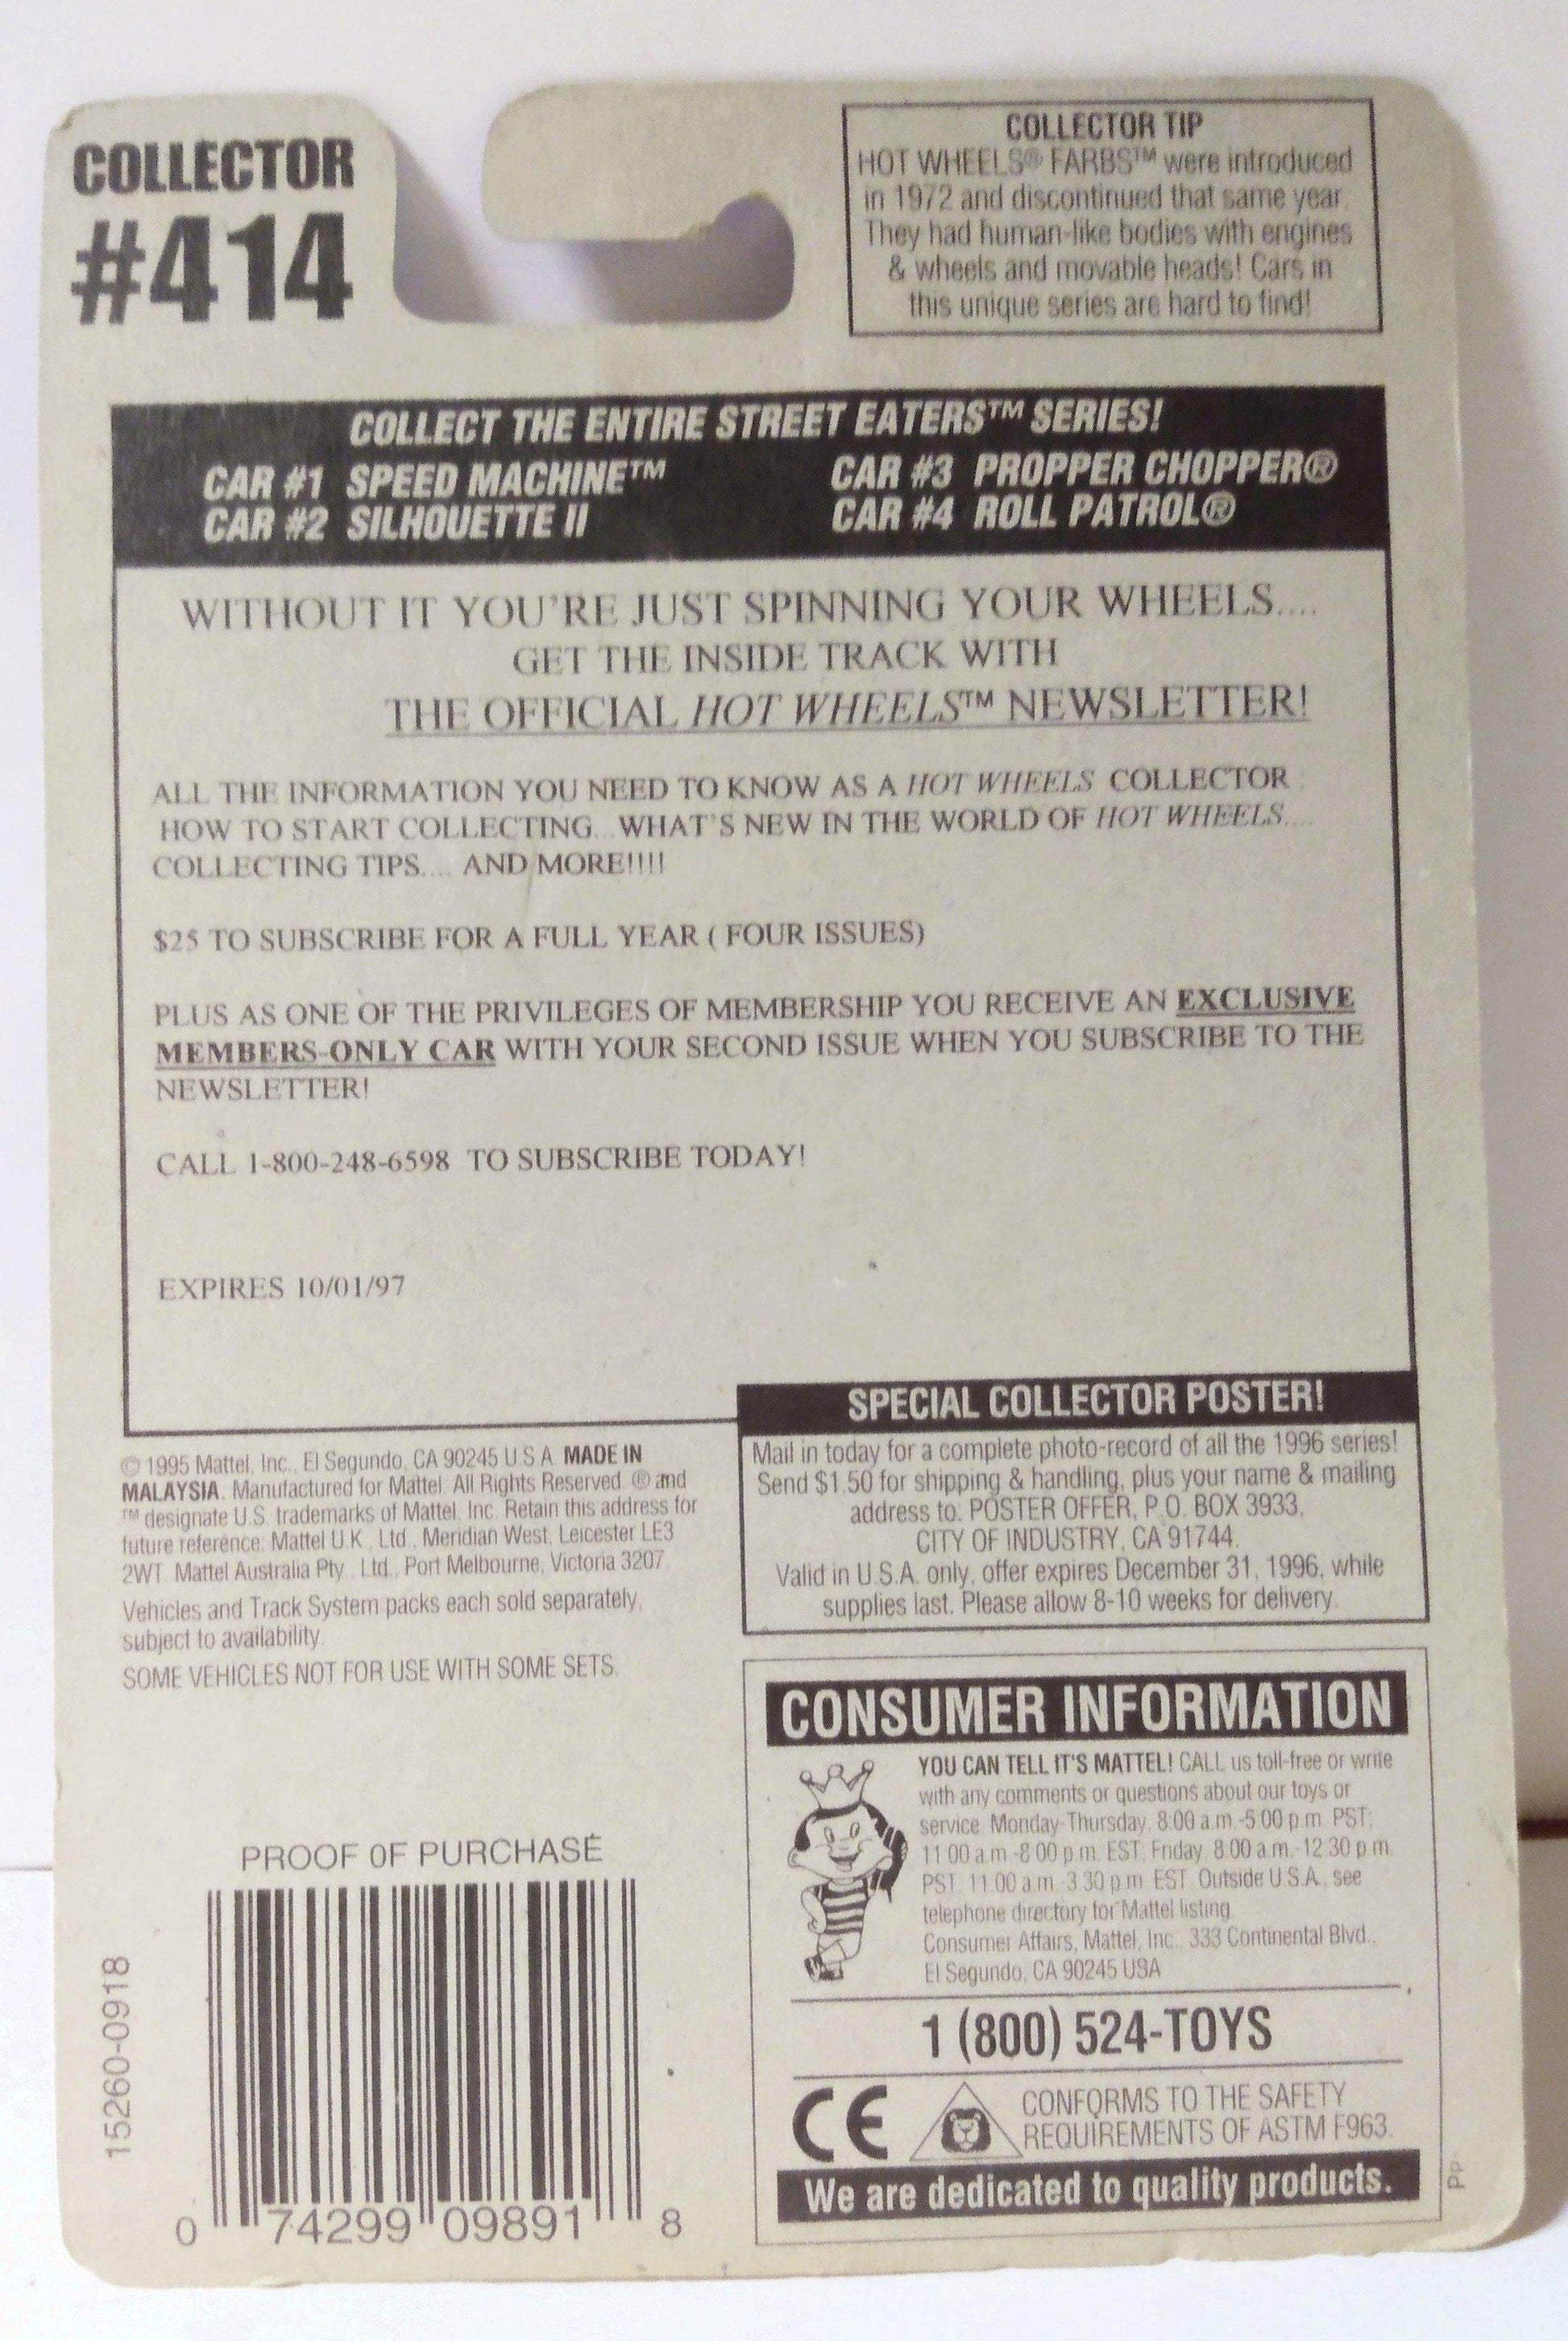 COLLECTOR
#414
COLLECTOR TIP
HOT WHEELS® FARBS™ were introduced
in 1972 and discontinued that same year.
They had human-like bodies with engines
& wheels and movable heads! Cars in
this unique series are hard to find!
COLLECT THE ENTIRE STREET EATERS™ SERIES!
CAR #1 SPEED MACHINE™
CAR #2 SILHOUETTE II
CAR #3 PROPPER CHOPPER®
CAR #4 ROLL PATROL®
WITHOUT IT YOU'RE JUST SPINNING YOUR WHEELS....
GET THE INSIDE TRACK WITH
THE OFFICIAL HOT WHEELS™ NEWSLETTER!
ALL THE INFORMATION YOU NEED TO KNOW AS A HOT WHEELS COLLECTOR :
HOW TO START COLLECTING... WHAT'S NEW IN THE WORLD OF HOT WHEELS....
COLLECTING TIPS.... AND MORE!!!!
$25 TO SUBSCRIBE FOR A FULL YEAR ( FOUR ISSUES)
PLUS AS ONE OF THE PRIVILEGES OF MEMBERSHIP YOU RECEIVE AN EXCLUSIVE
MEMBERS-ONLY CAR WITH YOUR SECOND ISSUE WHEN YOU SUBSCRIBE TO THE
NEWSLETTER!
CALL 1-800-248-6598 TO SUBSCRIBE TODAY!
EXPIRES 10/01/97
© 1995 Mattel, Inc., El Segundo, CA 90245 U.S.A. MADE IN
MALAYSIA. Manufactured for Mattel. All Rights Reserved. ® and
™ designate U.S. trademarks of Mattel, Inc. Retain this address for
future reference: Mattel U.K., Ltd., Meridian West, Leicester LE3
2WT. Mattel Australia Pty., Ltd., Port Melbourne, Victoria 3207.
Vehicles and Track System packs each sold separately,
subject to availability.
SOME VEHICLES NOT FOR USE WITH SOME SETS.
SPECIAL COLLECTOR POSTER!
Mail in today for a complete photo-record of all the 1996 series!
Send $1.50 for shipping & handling, plus your name & mailing
address to: POSTER OFFER, P.O. BOX 3933,
CITY OF INDUSTRY, CA 91744.
Valid in U.S.A. only, offer expires December 31, 1996, while
supplies last. Please allow 8-10 weeks for delivery.
CONSUMER INFORMATION
YOU CAN TELL IT'S MATTEL! CALL us toll-free or write
with any comments or questions about our toys or
service. Monday-Thursday, 8:00 a.m.-5:00 p.m. PST;
11:00 a.m.-8:00 p.m. EST; Friday, 8:00 a.m.-12:30 p.m.
PST, 11:00 a.m.-3:30 p.m. EST. Outside U.S.A., see
telephone directory for Mattel listing.
Consumer Affairs, Mattel, Inc., 333 Continental Blvd.,
El Segundo, CA 90245 USA
1 (800) 524-TOYS
CE
CONFORMS TO THE SAFETY
REQUIREMENTS OF ASTM F963.
We are dedicated to quality products.
Pp.
PROOF OF PURCHASE
15260-0918
0 74299 09891 8